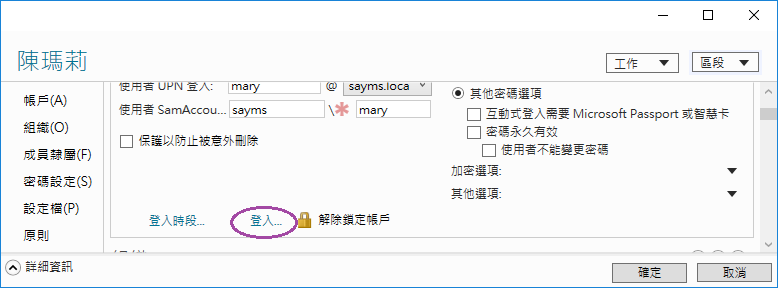 陳瑪莉
工作
區段
帳戶(A)
組織(O)
成員隸屬(F)
密碼設定(S)
設定檔(P)
原則
使用者 UPN 登入:
mary
@
sayms.loca
使用者 SamAccou...
sayms
\*
mary
保護以防止被意外刪除
其他密碼選項
互動式登入需要 Microsoft Passport 或智慧卡
密碼永久有效
使用者不能變更密碼
加密選項:
其他選項:
登入時段...
登入...
解除鎖定帳戶
詳細資訊
確定
取消